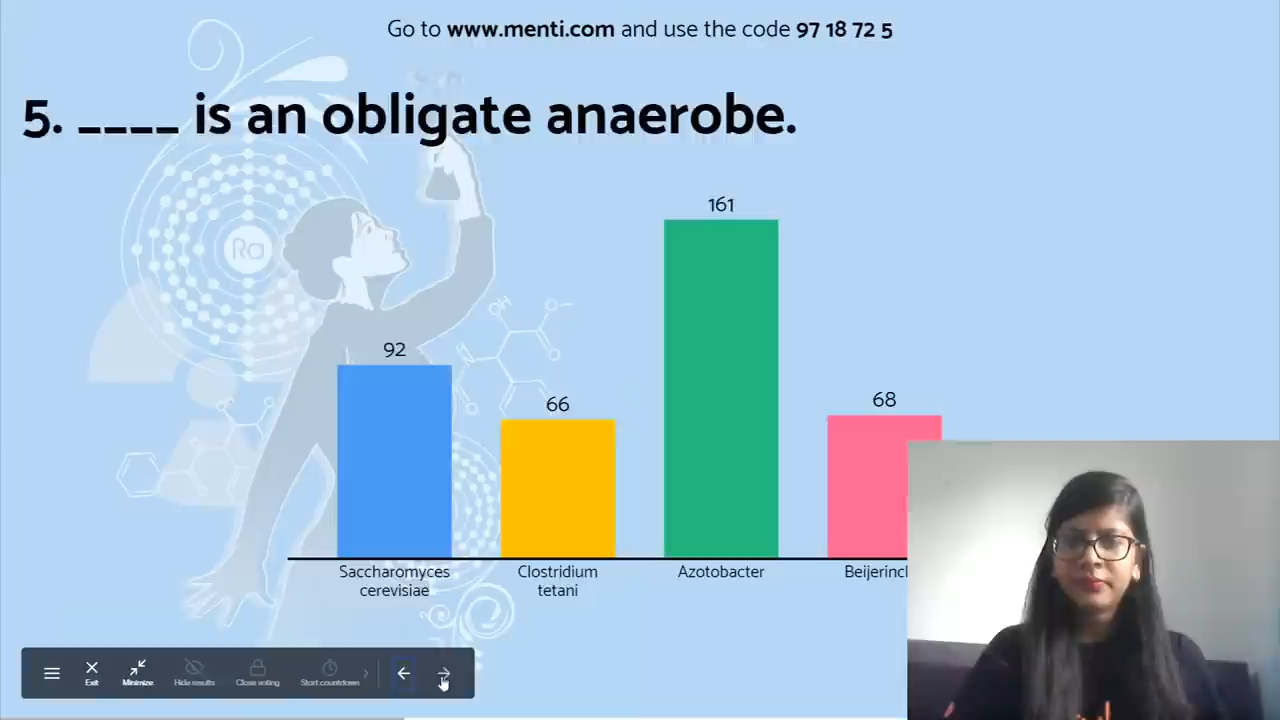 Go to www.menti.com and use the code 97 18 72 5
5. ____ is an obligate anaerobe.
Ra
161
92
66
68
Saccharomyces
cerevisiae
Clostridium
tetani
Azotobacter
Exit
Minimize
Hide results
Close voting
Start countdown